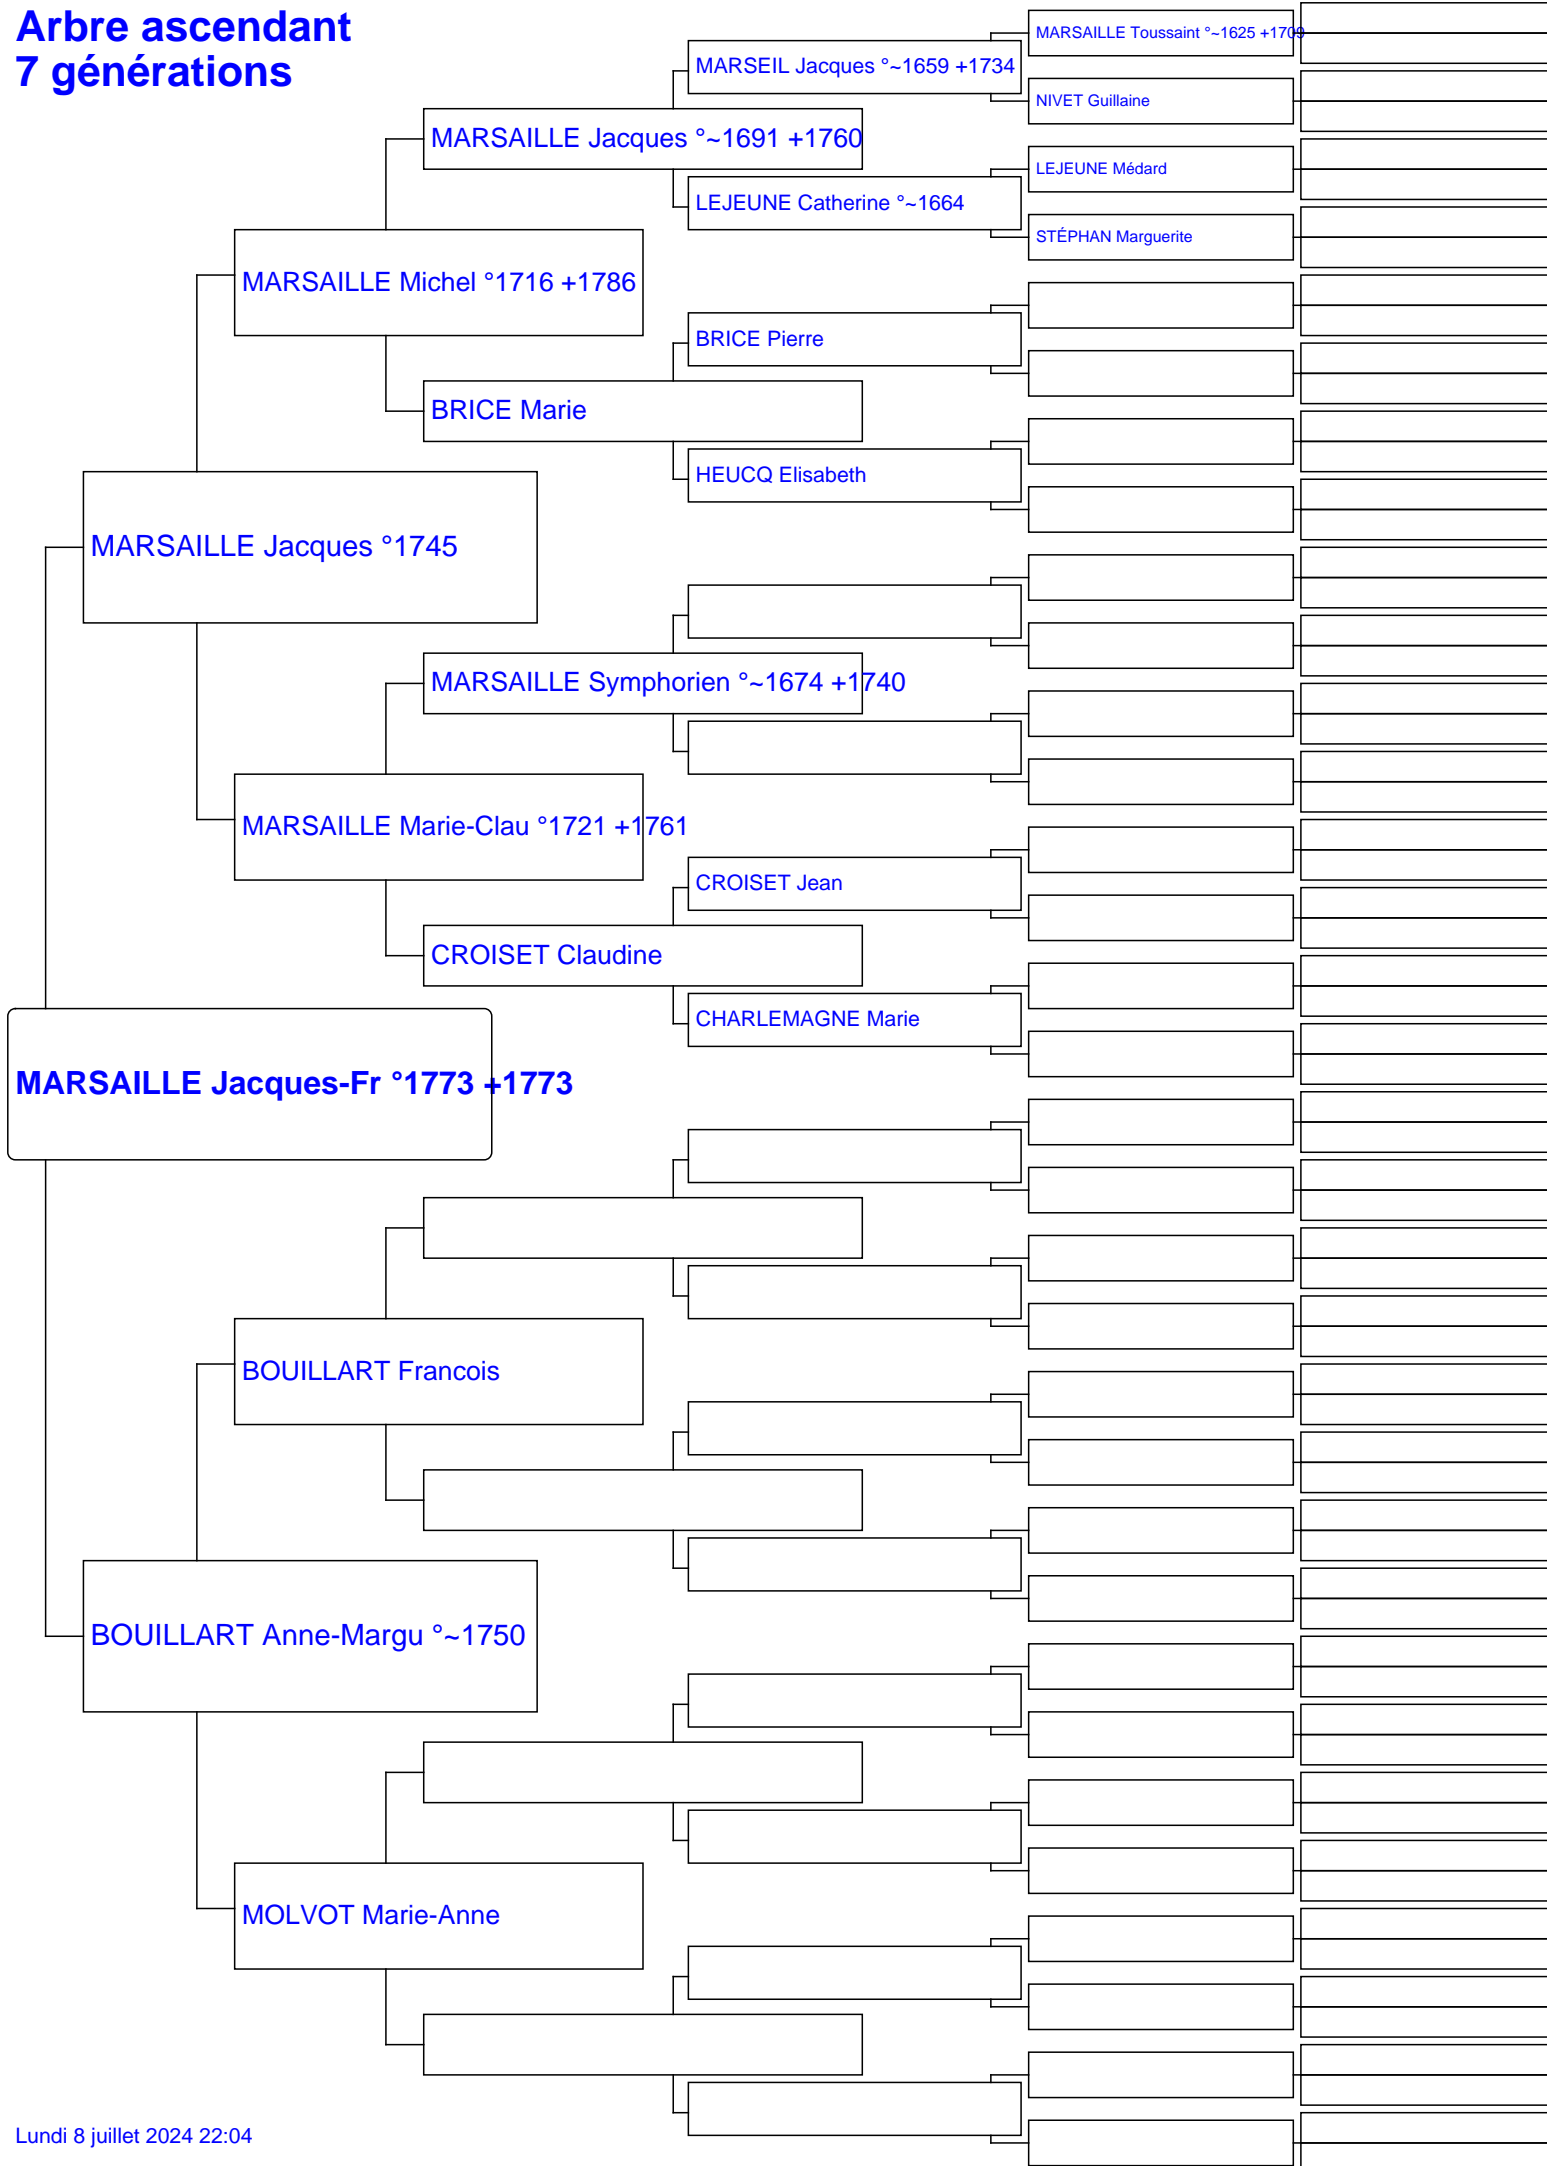 Arbre ascendant
7 générations
MARSAILLE Toussaint °~1625 +1709
MARSEIL Jacques °~1659 +1734
NIVET Guillaine
MARSAILLE Jacques °~1691 +1760
LEJEUNE Médard
LEJEUNE Catherine °~1664
STÉPHAN Marguerite
MARSAILLE Michel °1716 +1786
BRICE Pierre
BRICE Marie
HEUCQ Elisabeth
MARSAILLE Jacques °1745
MARSAILLE Symphorien °~1674 +1740
MARSAILLE Marie-Clau °1721 +1761
CROISET Jean
CROISET Claudine
CHARLEMAGNE Marie
MARSAILLE Jacques-Fr °1773 +1773
BOUILLART Francois
BOUILLART Anne-Margu °~1750
MOLVOT Marie-Anne
Lundi 8 juillet 2024 22:04